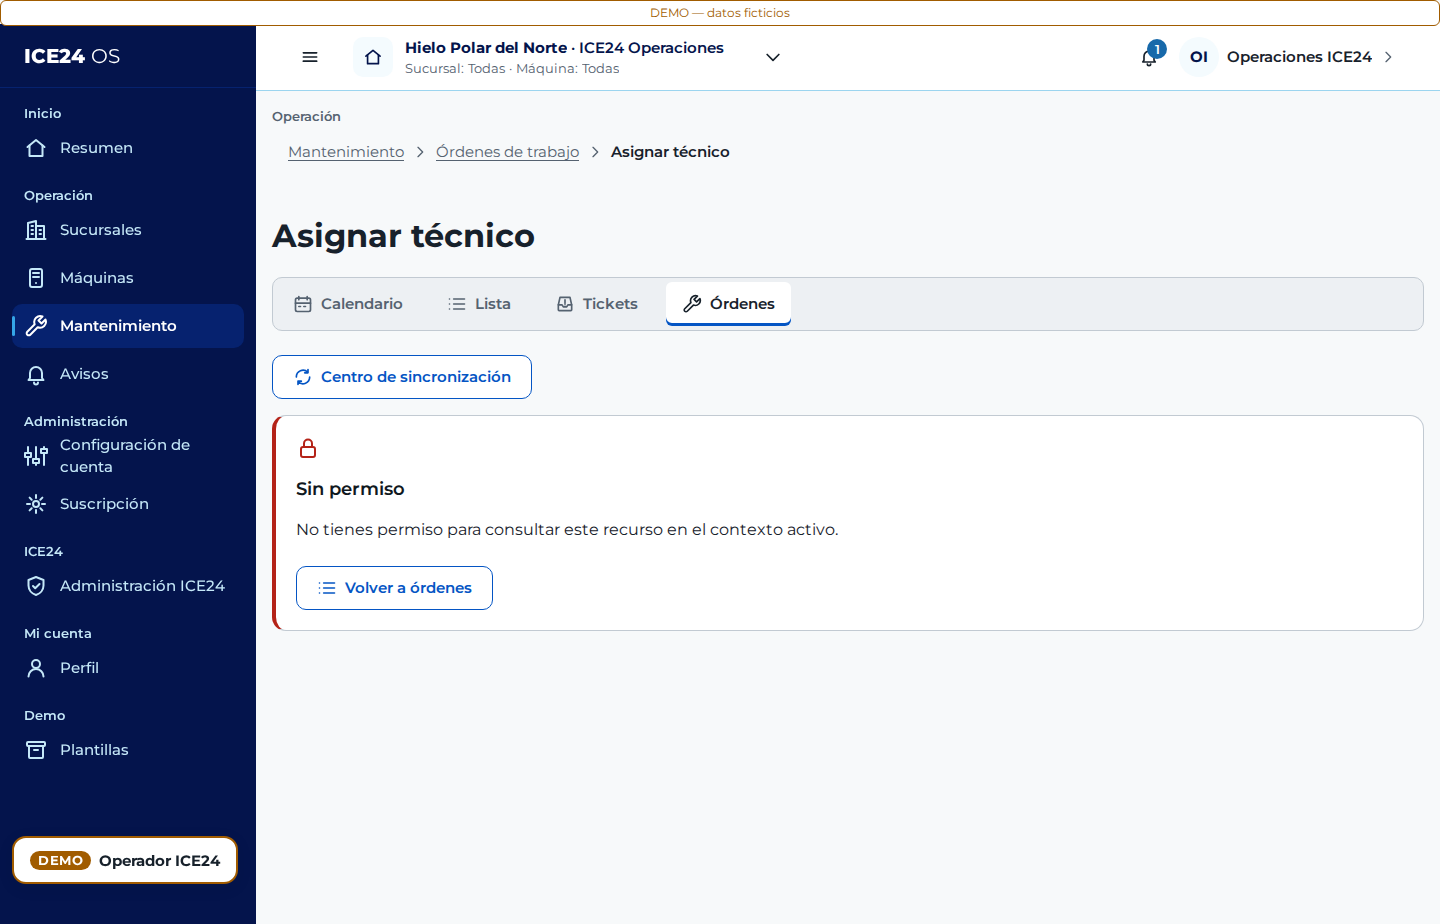 DEMO — datos ficticios
ICE24 OS
Inicio
Resumen
Operación
Sucursales
Máquinas
Mantenimiento
Avisos
Administración
Configuración de
cuenta
Suscripción
ICE24
Administración ICE24
Mi cuenta
Perfil
Demo
Plantillas
DEMO Operador ICE24
Hielo Polar del Norte · ICE24 Operaciones
Sucursal: Todas · Máquina: Todas
1
OI Operaciones ICE24
Operación
Mantenimiento > Órdenes de trabajo > Asignar técnico
Asignar técnico
Calendario Lista Tickets Órdenes
Centro de sincronización
Sin permiso
No tienes permiso para consultar este recurso en el contexto activo.
Volver a órdenes